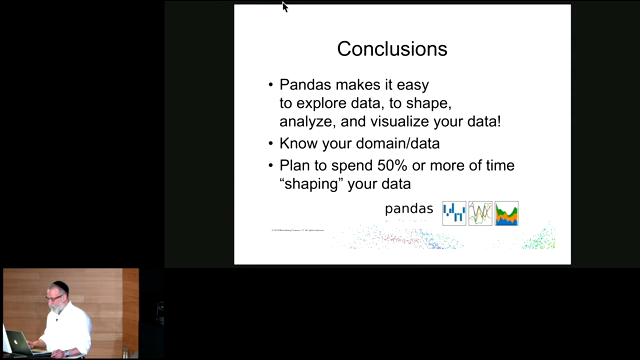 Conclusions
• Pandas makes it easy
to explore data, to shape,
analyze, and visualize your data!
• Know your domain/data
• Plan to spend 50% or more of time
“shaping” your data
pandas